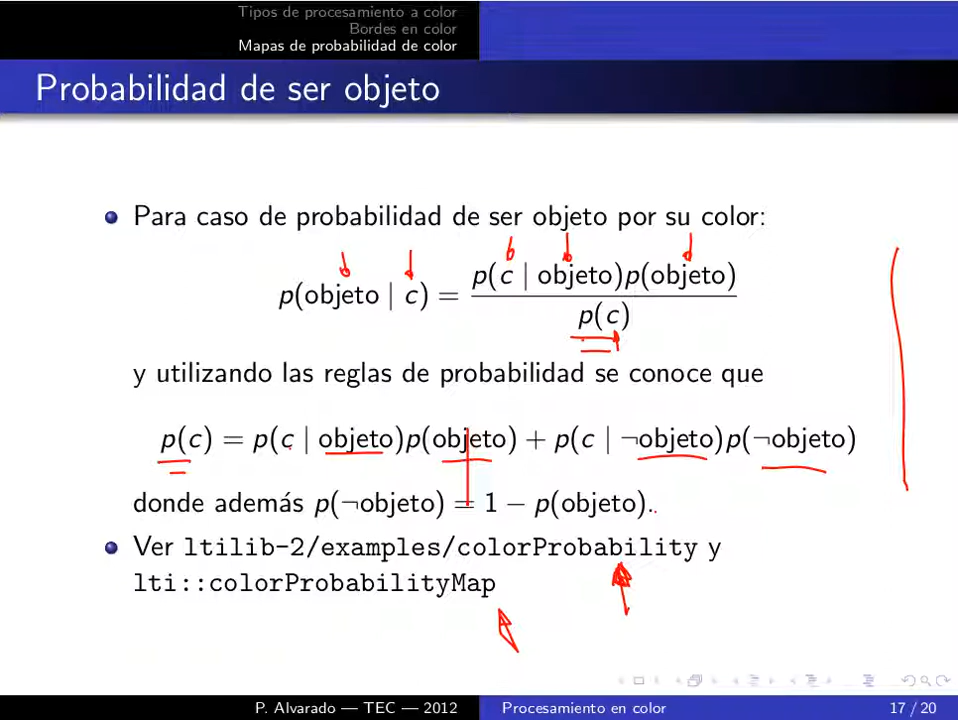 Tipos de procesamiento a color
Bordes en color
Mapas de probabilidad de color
Probabilidad de ser objeto
Para caso de probabilidad de ser objeto por su color:
p(objeto | c) = p(c | objeto)p(objeto) / p(c)
y utilizando las reglas de probabilidad se conoce que
p(c) = p(c | objeto)p(objeto) + p(c | ¬objeto)p(¬objeto)
donde además p(¬objeto) = 1 − p(objeto).
Ver ltilib-2/examples/colorProbability y
lti::colorProbabilityMap
P. Alvarado — TEC — 2012 Procesamiento en color 17 / 20